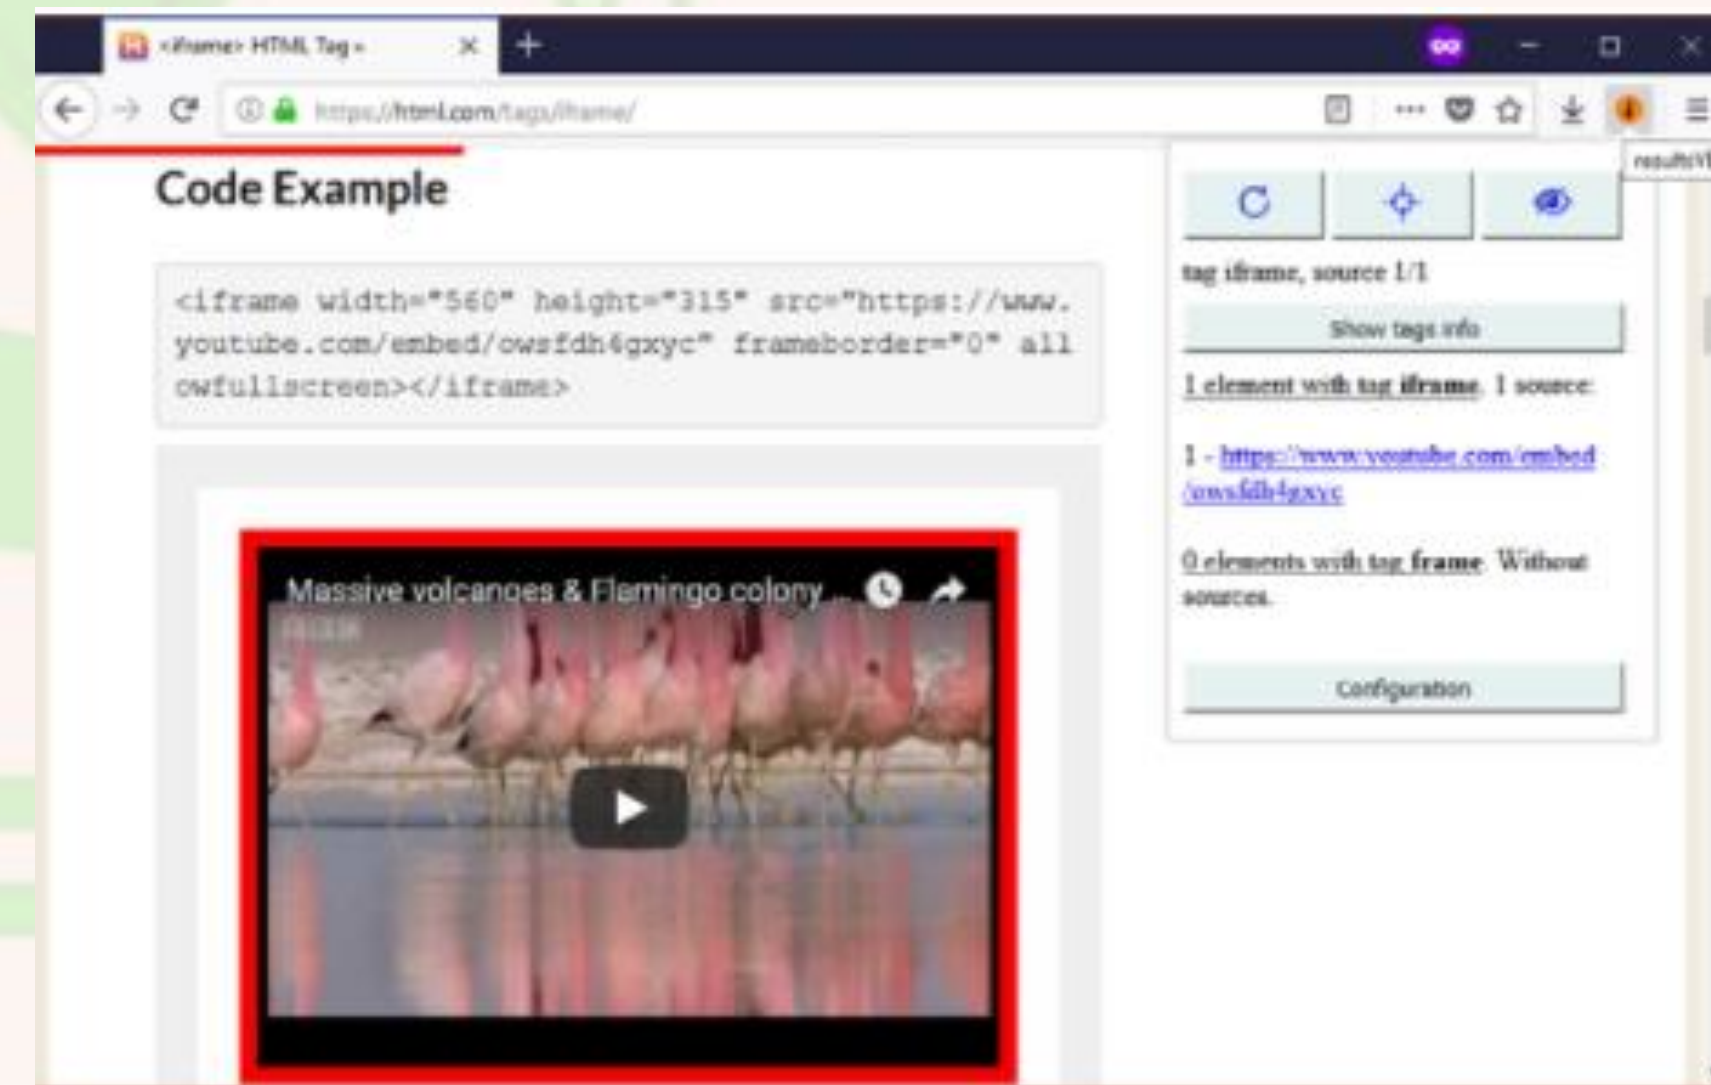 <iframe> HTML Tag »
https://html.com/tags/iframe/
Code Example
<iframe width="560" height="315" src="https://www.
youtube.com/embed/owsfdh4gxyc" frameborder="0" all
owfullscreen></iframe>
Massive volcanoes & Flamingo colony ...
tag iframe, source 1/1
Show tags info
1 element with tag iframe. 1 source:
1 - https://www.youtube.com/embed
/owsfdh4gxyc
0 elements with tag frame. Without
sources.
Configuration